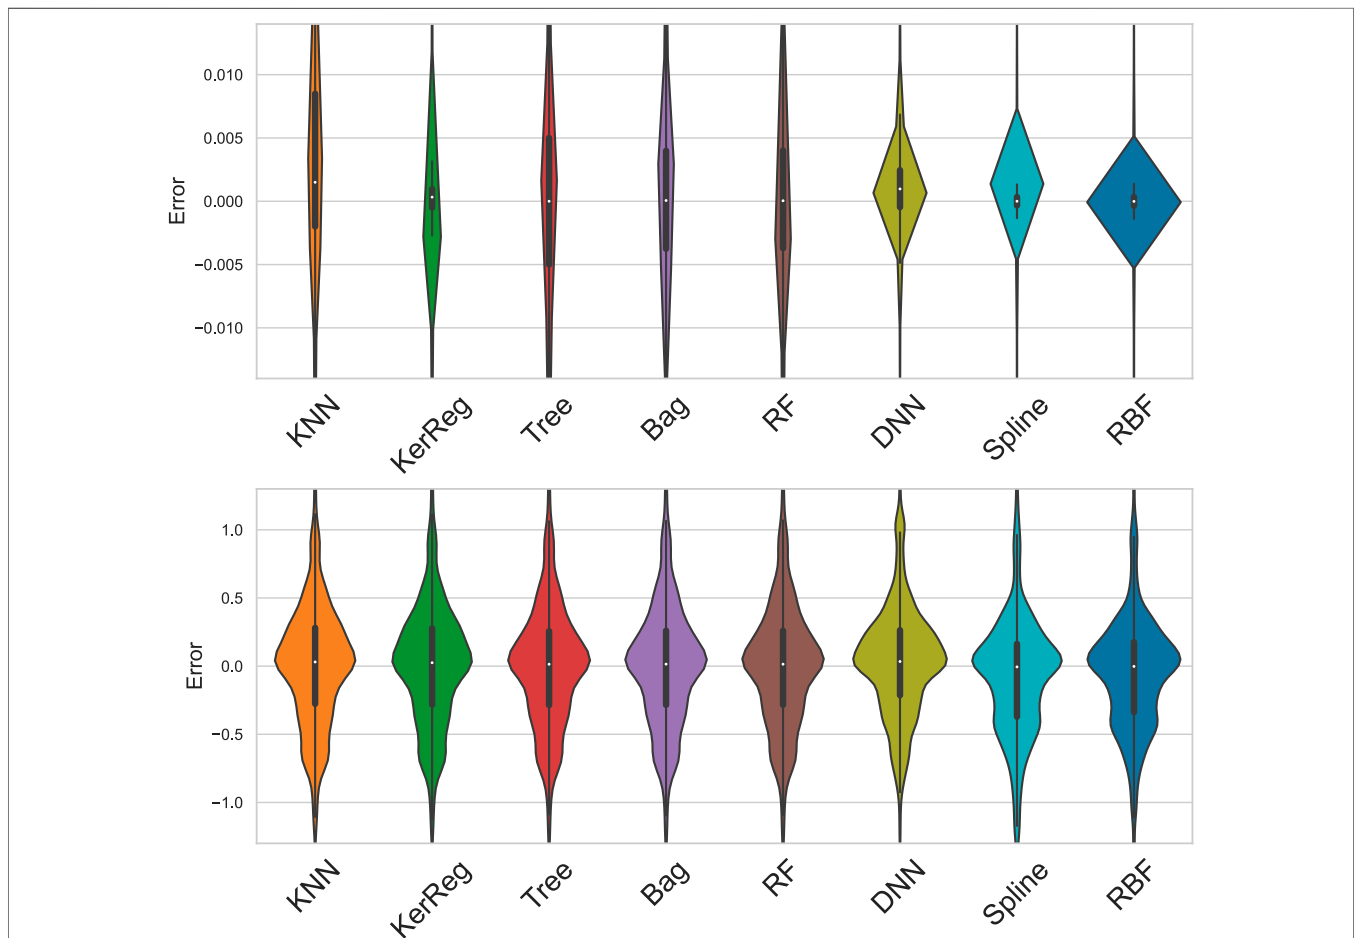 0.010
0.005
0.000
−0.005
−0.010
Error
KNN
KerReg
Tree
Bag
RF
DNN
Spline
RBF
1.0
0.5
0.0
−0.5
−1.0
Error
KNN
KerReg
Tree
Bag
RF
DNN
Spline
RBF